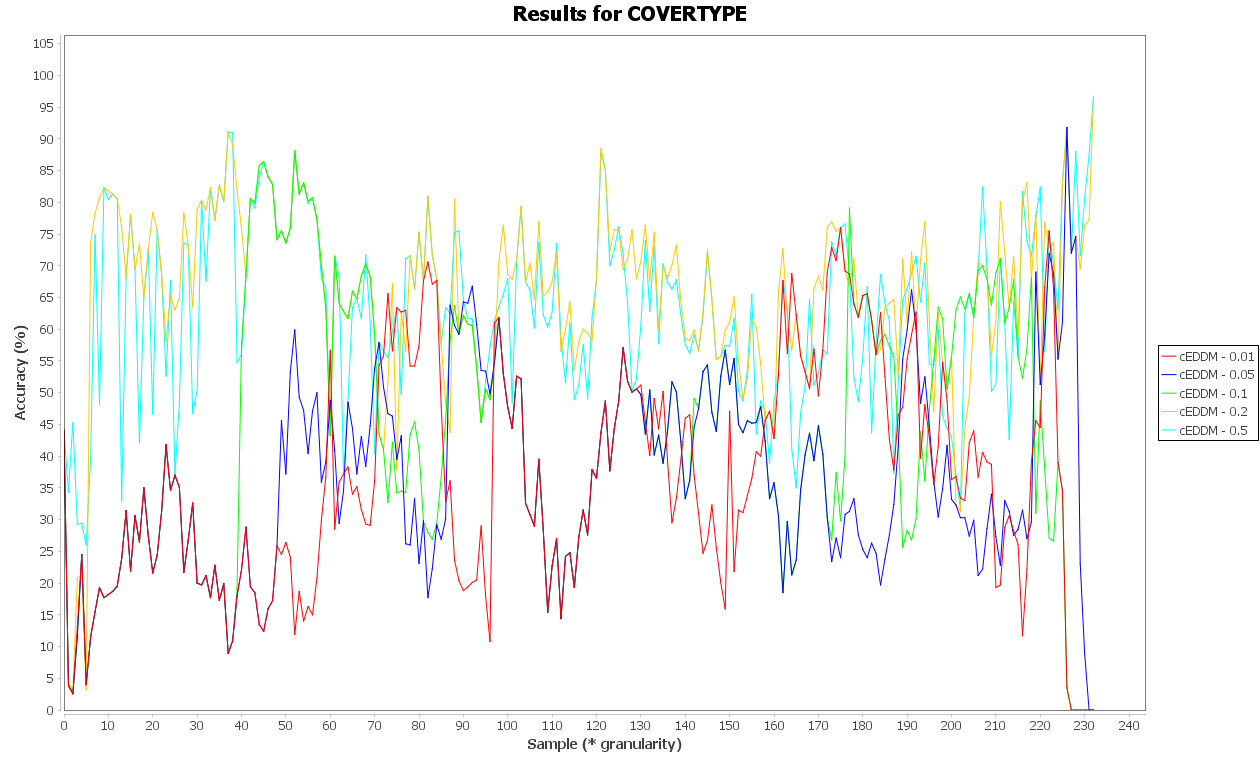 Results for COVERTYPE
Accuracy (%)
105
100
95
90
85
80
75
70
65
60
55
50
45
40
35
30
25
20
15
10
5
0
0 10 20 30 40 50 60 70 80 90 100 110 120 130 140 150 160 170 180 190 200 210 220 230 240
Sample (* granularity)
cEDDM - 0.01
cEDDM - 0.05
cEDDM - 0.1
cEDDM - 0.2
cEDDM - 0.5